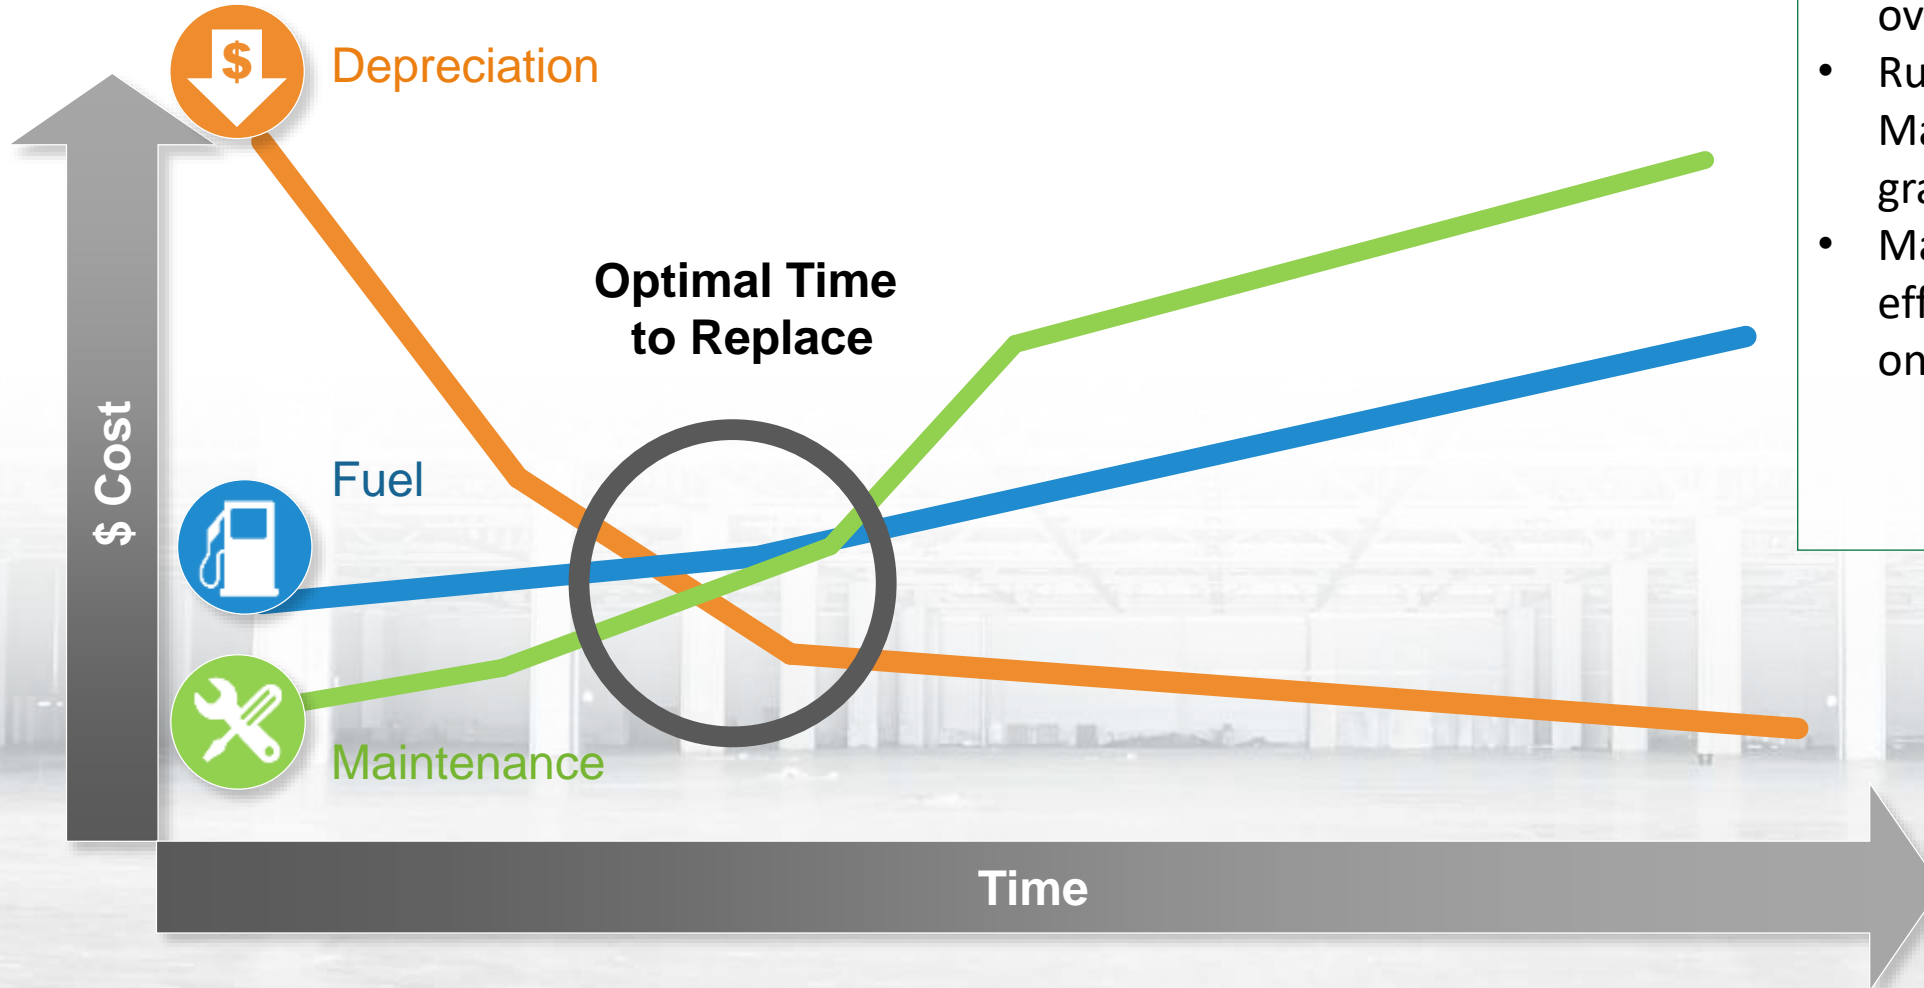 $
Depreciation
Optimal Time
to Replace
$ Cost
Fuel
Maintenance
Time
•
•